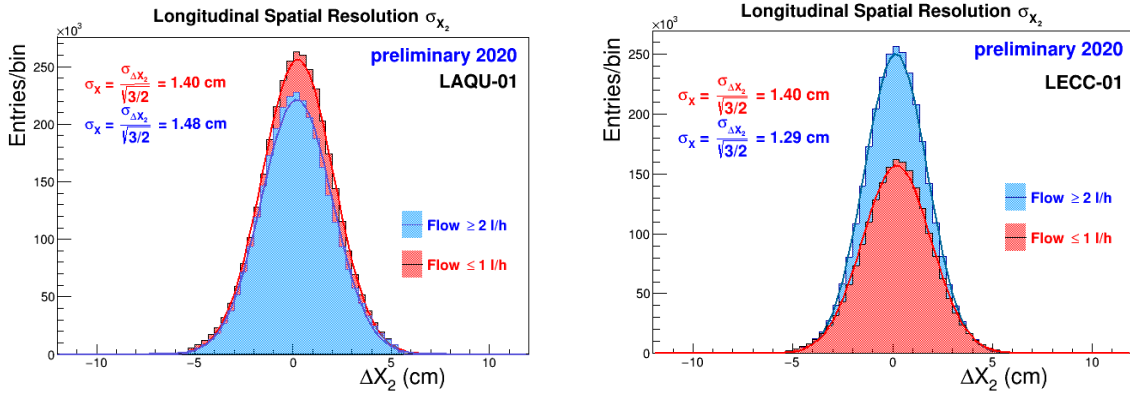 Longitudinal Spatial Resolution σX₂
×10³
preliminary 2020
LAQU-01
σX = σΔX₂ / √3/2 = 1.40 cm
σX = σΔX₂ / √3/2 = 1.48 cm
Flow ≥ 2 l/h
Flow ≤ 1 l/h
Entries/bin
250
200
150
100
50
0
−10
−5
0
5
10
ΔX₂ (cm)
Longitudinal Spatial Resolution σX₂
×10³
preliminary 2020
LECC-01
σX = σΔX₂ / √3/2 = 1.40 cm
σX = σΔX₂ / √3/2 = 1.29 cm
Flow ≥ 2 l/h
Flow ≤ 1 l/h
Entries/bin
250
200
150
100
50
0
−10
−5
0
5
10
ΔX₂ (cm)